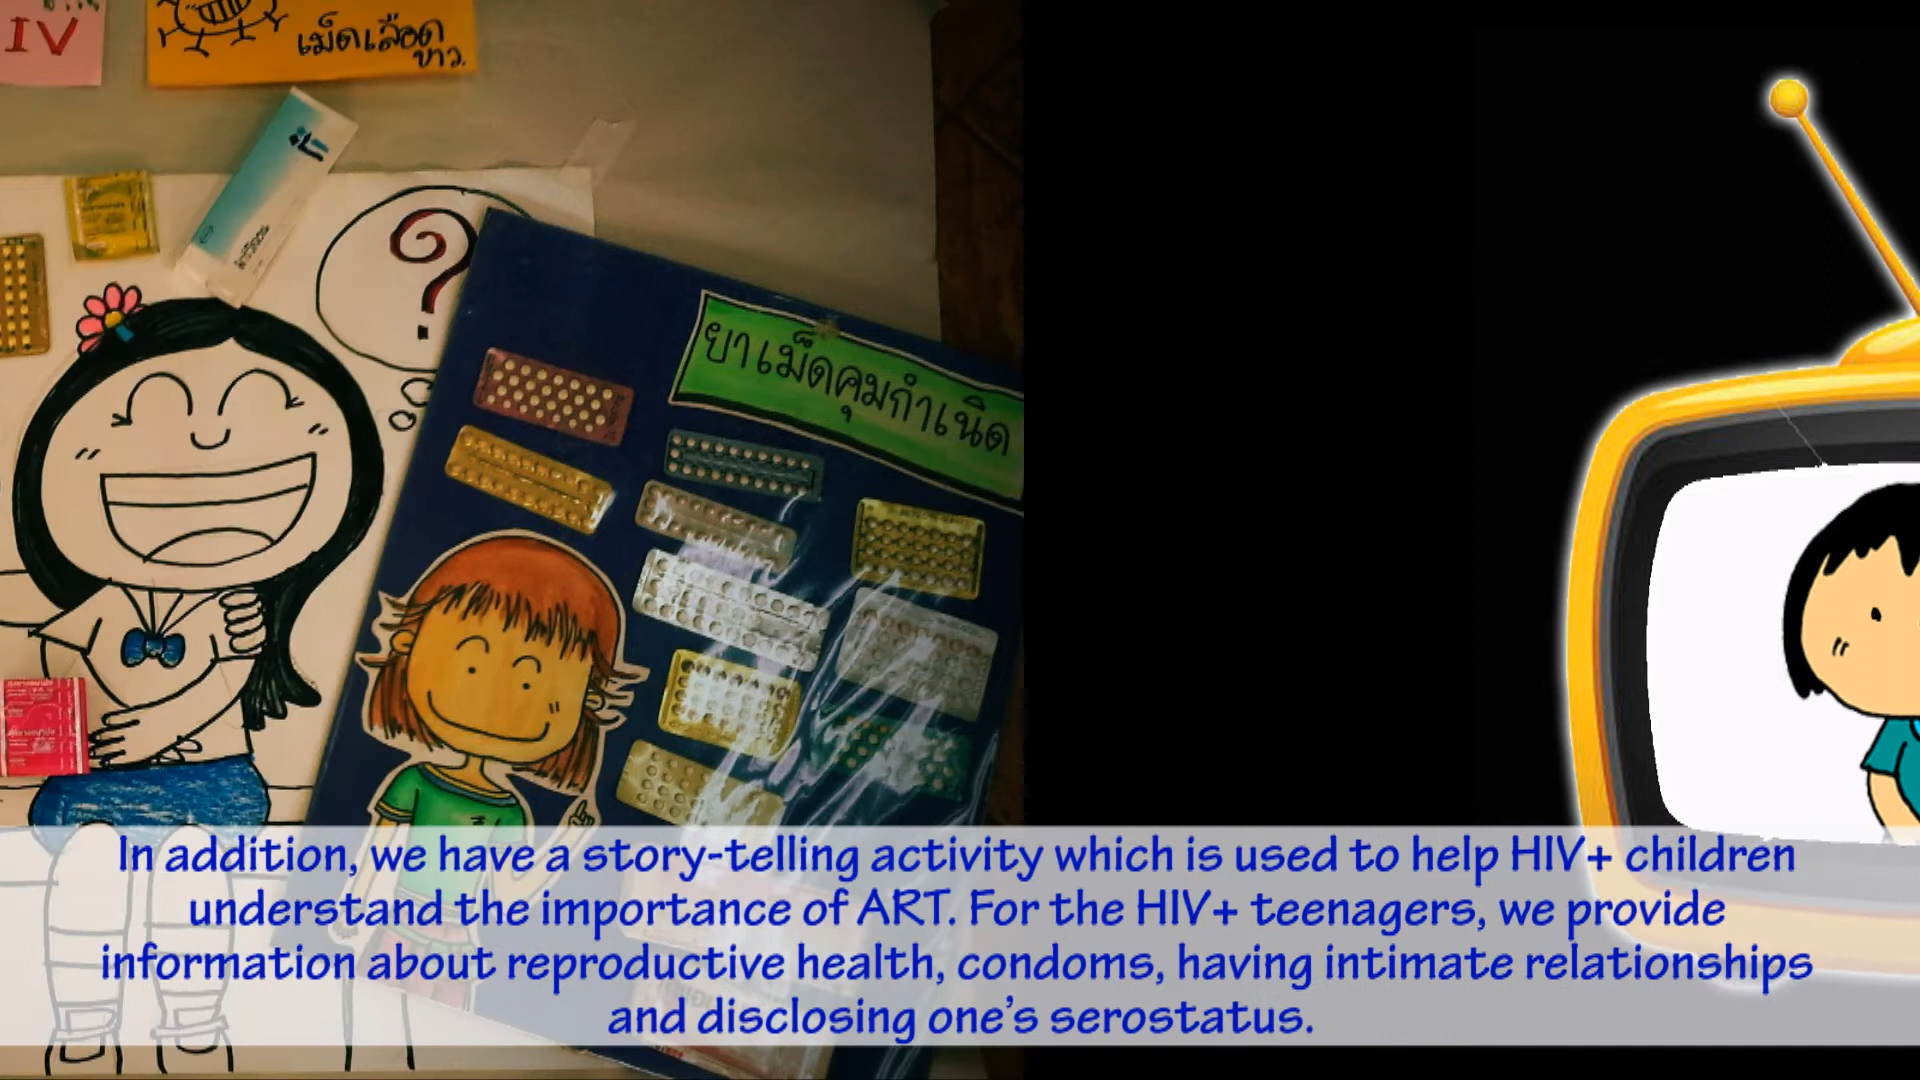 IV
เม็ดเลือด
ขาว.
?
ยาเม็ดคุมกำเนิด
In addition, we have a story-telling activity which is used to help HIV+ children
understand the importance of ART. For the HIV+ teenagers, we provide
information about reproductive health, condoms, having intimate relationships
and disclosing one's serostatus.